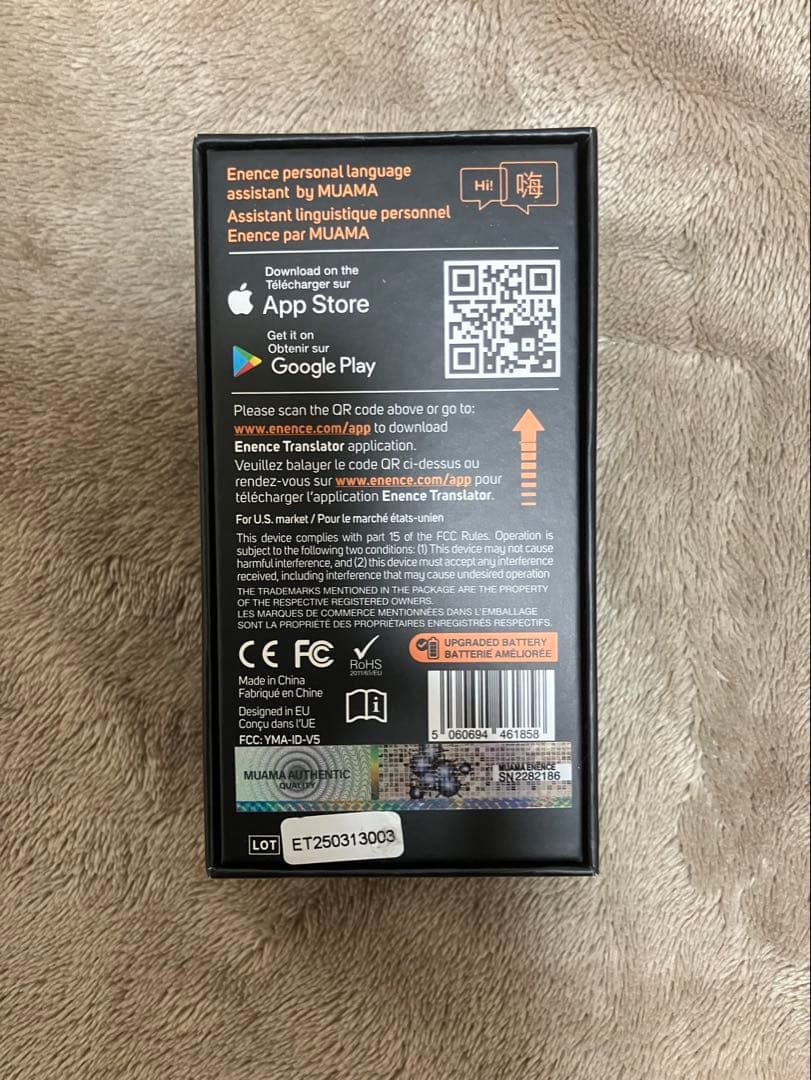 Enence personal language
assistant by MUAMA
Assistant linguistique personnel
Enence par MUAMA
Hi!
嗨
Download on the
Télécharger sur
App Store
Get it on
Obtenir sur
Google Play
Please scan the QR code above or go to:
www.enence.com/app to download
Enence Translator application.
Veuillez balayer le code QR ci-dessus ou
rendez-vous sur www.enence.com/app pour
télécharger l'application Enence Translator.
For U.S. market / Pour le marché états-unien
This device complies with part 15 of the FCC Rules. Operation is
subject to the following two conditions: (1) This device may not cause
harmful interference, and (2) this device must accept any interference
received, including interference that may cause undesired operation
THE TRADEMARKS MENTIONED IN THE PACKAGE ARE THE PROPERTY
OF THE RESPECTIVE REGISTERED OWNERS.
LES MARQUES DE COMMERCE MENTIONNÉES DANS L'EMBALLAGE
SONT LA PROPRIÉTÉ DES PROPRIÉTAIRES ENREGISTRÉS RESPECTIFS.
CE FC
RoHS
2011/65/EU
UPGRADED BATTERY
BATTERIE AMÉLIORÉE
Made in China
Fabriqué en Chine
Designed in EU
Conçu dans l'UE
FCC: YMA-ID-V5
i
5 060694 461858
MUAMA AUTHENTIC
QUALITY
MUAMA ENENCE
SN2282186
LOT ET250313003